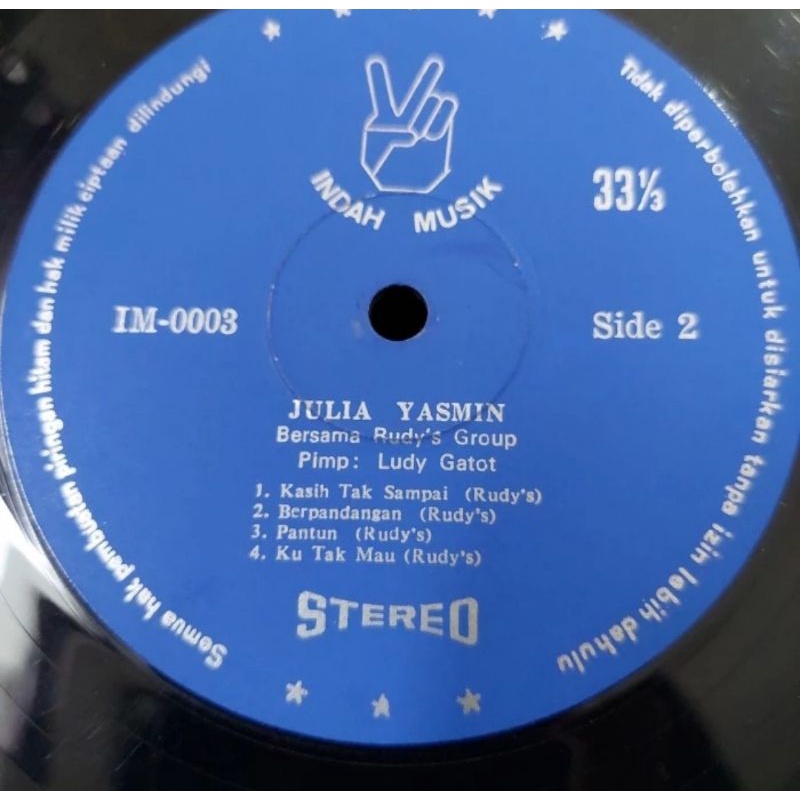 INDAH MUSIK
33⅓
IM-0003
Side 2
JULIA YASMIN
Bersama Rudy's Group
Pimp: Ludy Gatot
1. Kasih Tak Sampai (Rudy's)
2. Berpandangan (Rudy's)
3. Pantun (Rudy's)
4. Ku Tak Mau (Rudy's)
STEREO
Semua hak pembuatan piringan hitam dan hak milik ciptaan dilindungi
Tidak diperbolehkan untuk disiarkan tanpa izin lebih dahulu